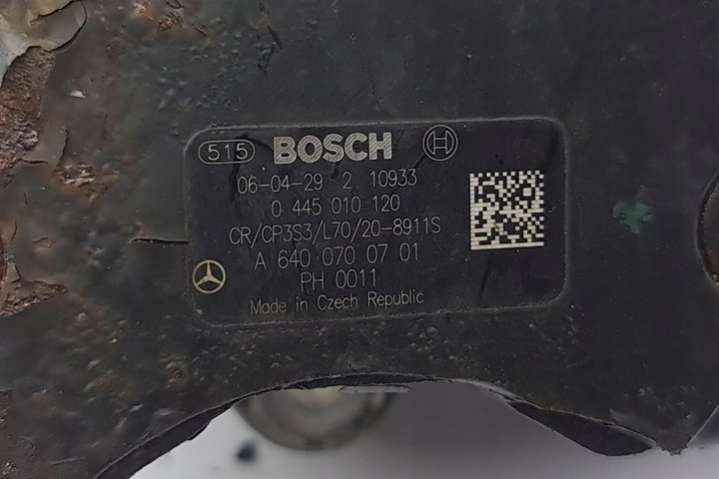 515 BOSCH H
06-04-29 2 10933
0 445 010 120
CR/CP3S3/L70/20-8911S
A 640 070 07 01
PH 0011
Made in Czech Republic